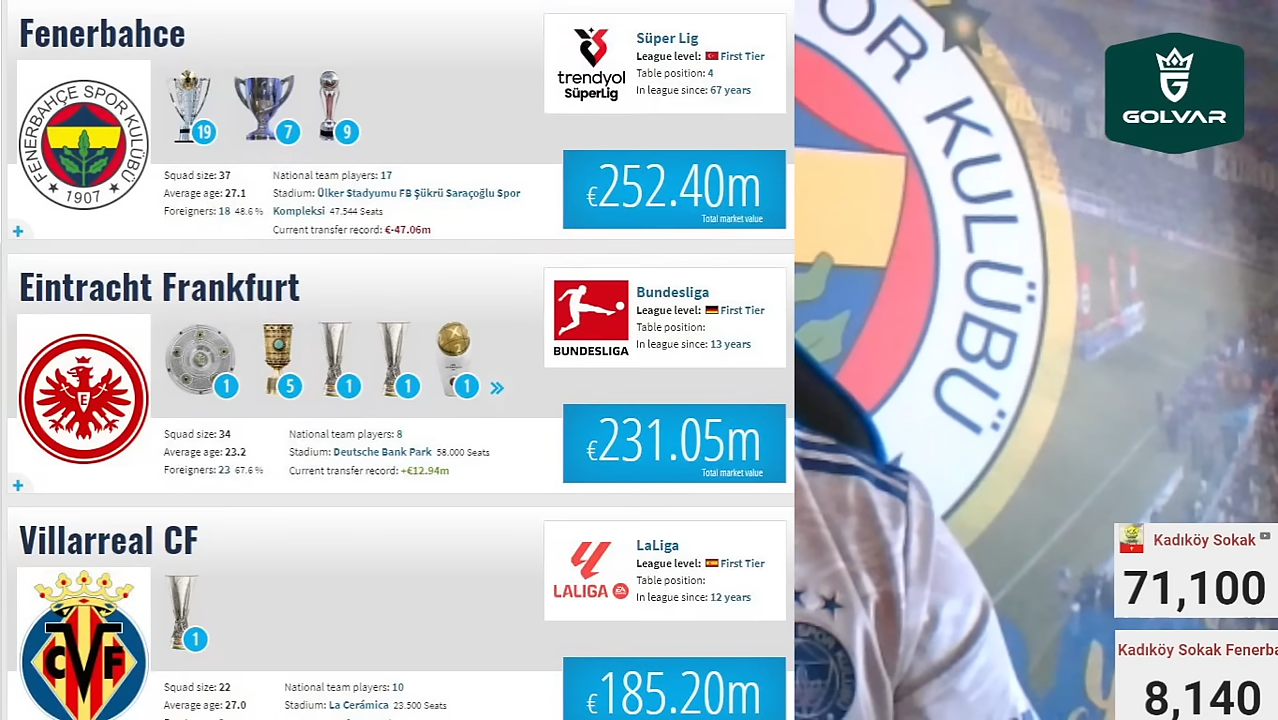 Fenerbahce
FENERBAHÇE SPOR KULÜBÜ
1907
19
7
9
trendyol
SüperLig
Süper Lig
League level: First Tier
Table position: 4
In league since: 67 years
Squad size: 37
Average age: 27.1
Foreigners: 18 48.6 %
National team players: 17
Stadium: Ülker Stadyumu FB Şükrü Saraçoğlu Spor
Kompleksi 47.544 Seats
Current transfer record: €-47.06m
€252.40m
Total market value
+
Eintracht Frankfurt
E
1
5
1
1
1
»
BUNDESLIGA
Bundesliga
League level: First Tier
Table position:
In league since: 13 years
Squad size: 34
Average age: 23.2
Foreigners: 23 67.6 %
National team players: 8
Stadium: Deutsche Bank Park 58.000 Seats
Current transfer record: +€12.94m
€231.05m
Total market value
+
Villarreal CF
CVF
1
LALIGA
LaLiga
League level: First Tier
Table position:
In league since: 12 years
Squad size: 22
Average age: 27.0
National team players: 10
Stadium: La Cerámica 23.500 Seats
€185.20m
OR KULÜBÜ
G
GOLVAR
Kadıköy Sokak
71,100
Kadıköy Sokak Fenerba
8,140